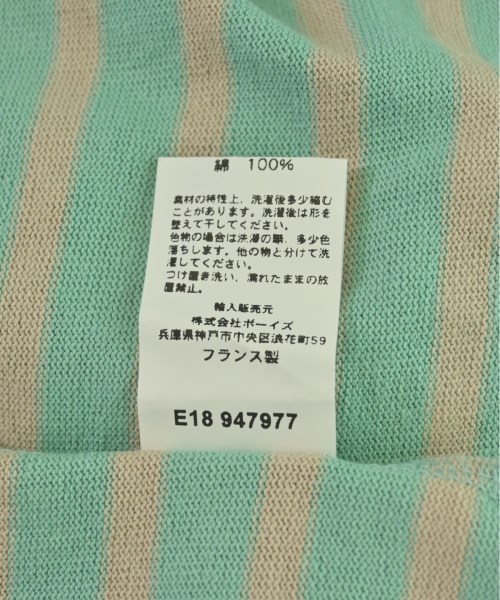 綿 100%
素材の特性上、洗濯後多少縮む
ことがあります。洗濯後は形を
整えて干してください。
色物の場合は洗濯の際、多少色
落ちします。他の物と分けて洗
濯してください。
つけ置き洗い、濡れたままの放
置禁止。
輸入販売元
株式会社ボーイズ
兵庫県神戸市中央区浪花町59
フランス製
E18 947977